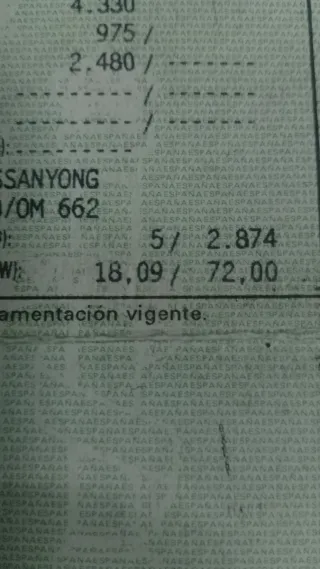 4.330
975 /
2.480 / -------
--------- / -------
--------- / -------
): ---------
SSANYONG
/OM 662
): 5 / 2.874
W): 18,09 / 72,00
amentación vigente.